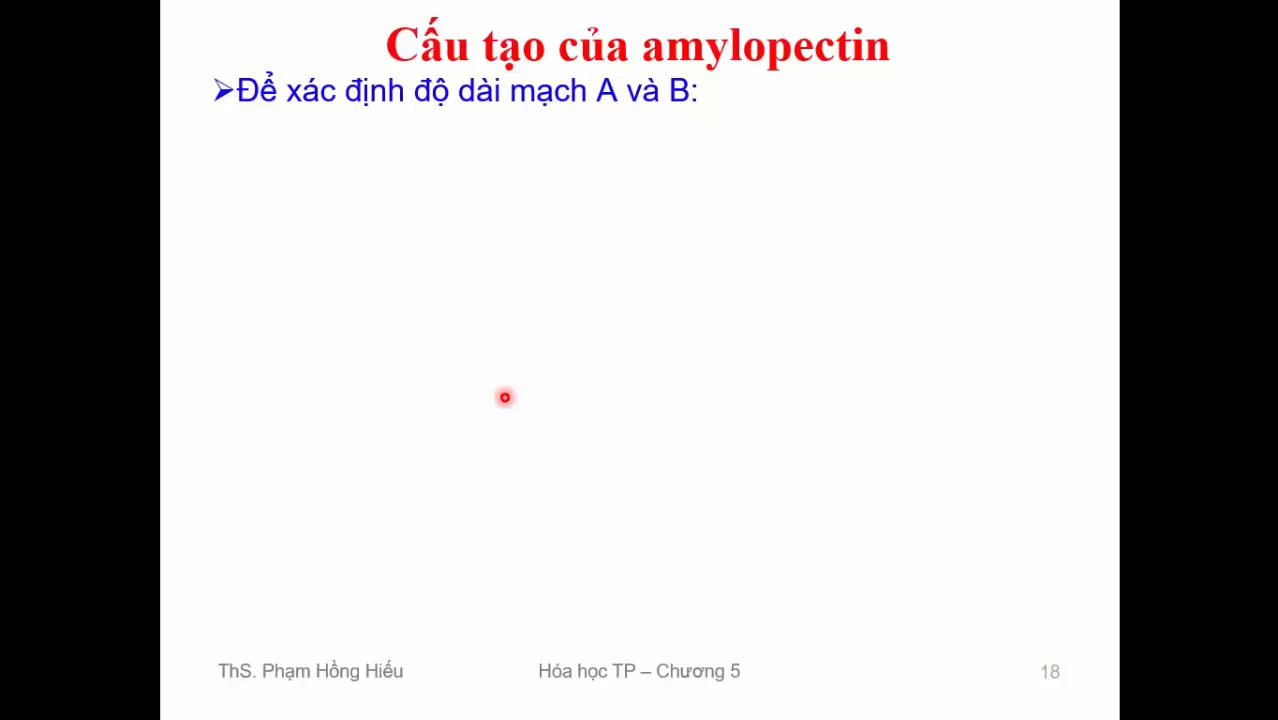 Cấu tạo của amylopectin
➢Để xác định độ dài mạch A và B:
ThS. Phạm Hồng Hiếu Hóa học TP – Chương 5 18